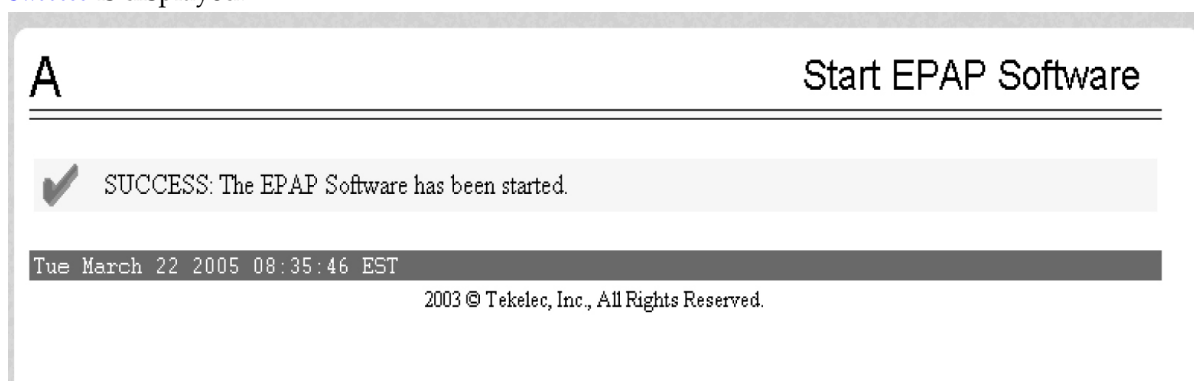 A
Start EPAP Software
SUCCESS: The EPAP Software has been started.
Tue March 22 2005 08:35:46 EST
2003 © Tekelec, Inc., All Rights Reserved.